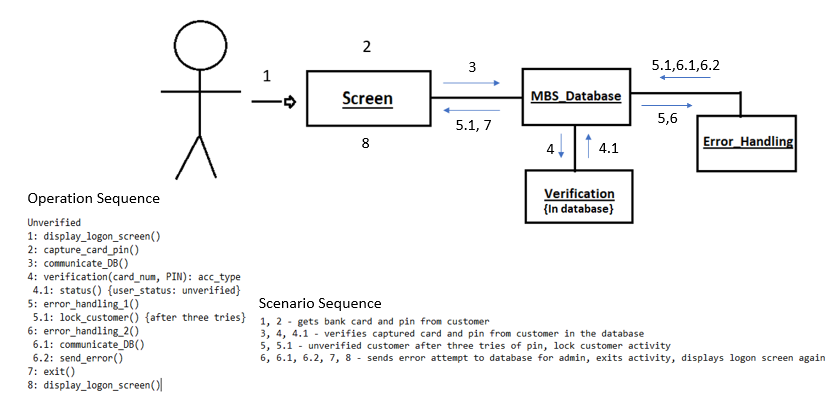 2
1
3
5.1,6.1,6.2
Screen
MBS_Database
5.1, 7
5,6
8
4
4.1
Error_Handling
Verification
{In database}
Operation Sequence
Unverified
1: display_logon_screen()
2: capture_card_pin()
3: communicate_DB()
4: verification(card_num, PIN): acc_type
4.1: status() {user_status: unverified}
5: error_handling_1()
5.1: lock_customer() {after three tries}
6: error_handling_2()
6.1: communicate_DB()
6.2: send_error()
7: exit()
8: display_logon_screen()
Scenario Sequence
1, 2 - gets bank card and pin from customer
3, 4, 4.1 - verifies captured card and pin from customer in the database
5, 5.1 - unverified customer after three tries of pin, lock customer activity
6, 6.1, 6.2, 7, 8 - sends error attempt to database for admin, exits activity, displays logon screen again